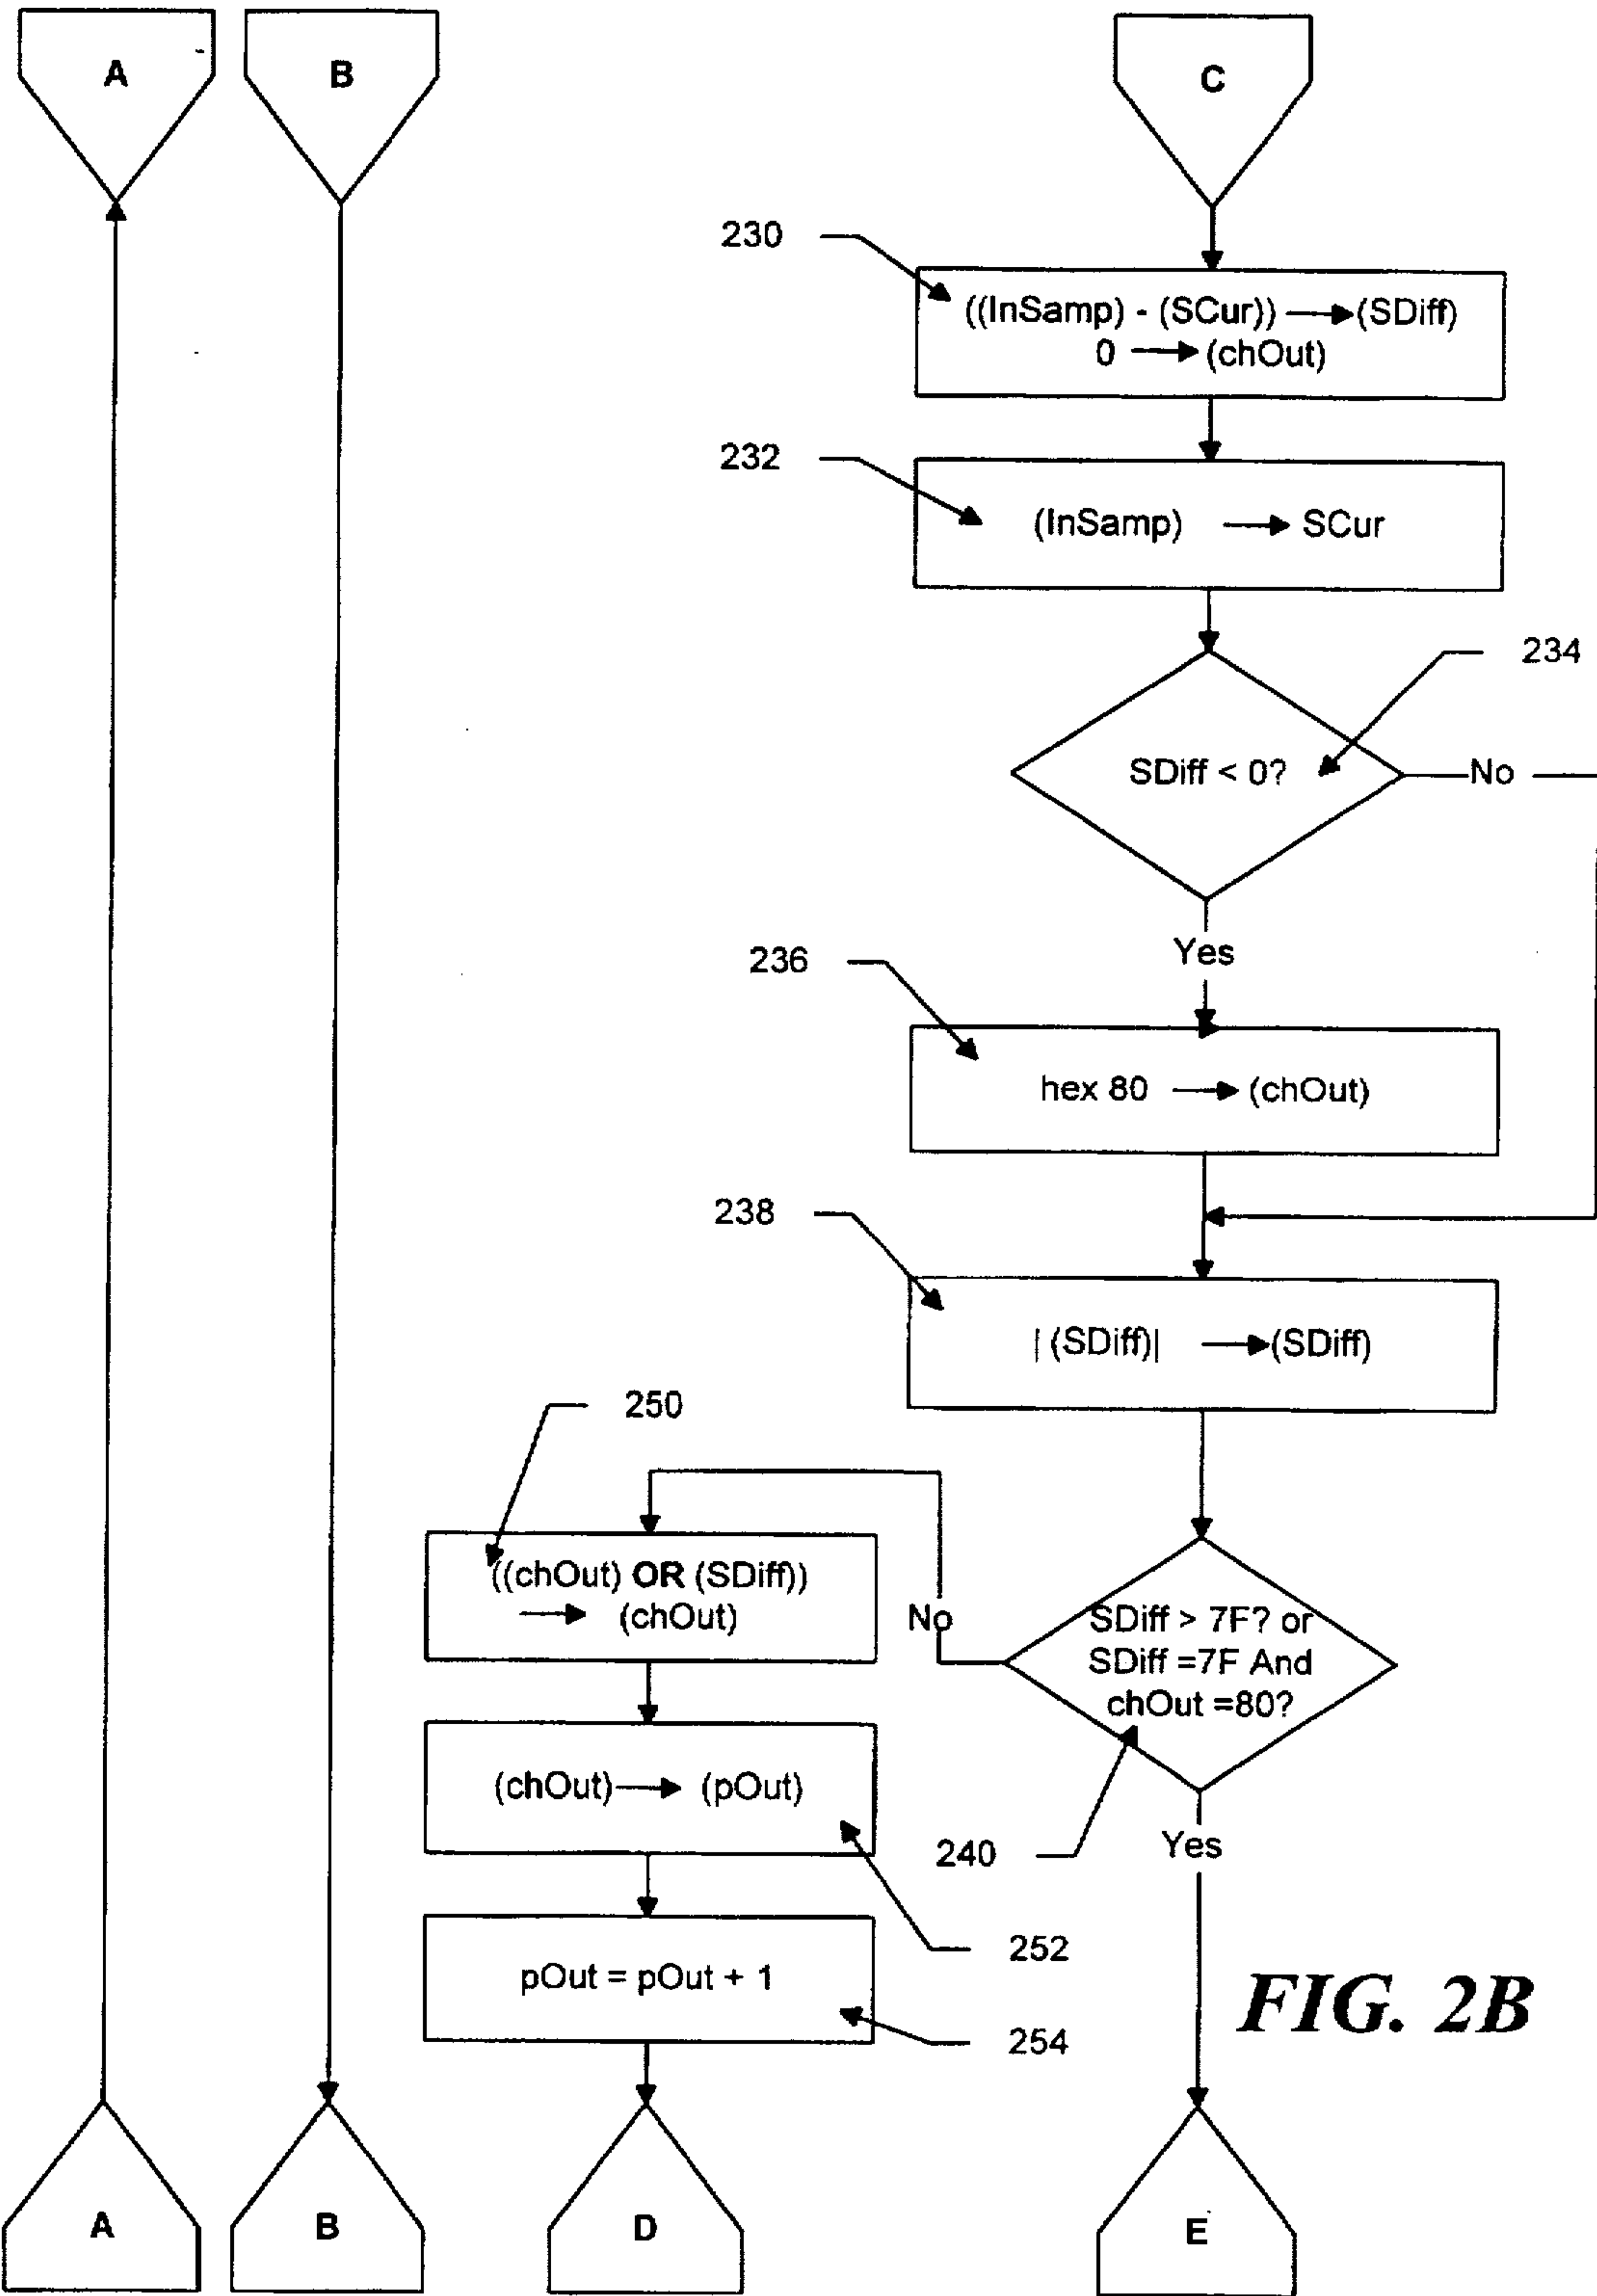 A
B
C
230
((InSamp) - (SCur)) → (SDiff)
0 → (chOut)
232
(InSamp) → SCur
234
SDiff < 0?
No
Yes
236
hex 80 → (chOut)
238
| (SDiff)| → (SDiff)
250
((chOut) OR (SDiff))
→ (chOut)
No
SDiff > 7F? or
SDiff =7F And
chOut =80?
(chOut) → (pOut)
240
Yes
252
pOut = pOut + 1
254
FIG. 2B
A
B
D
E